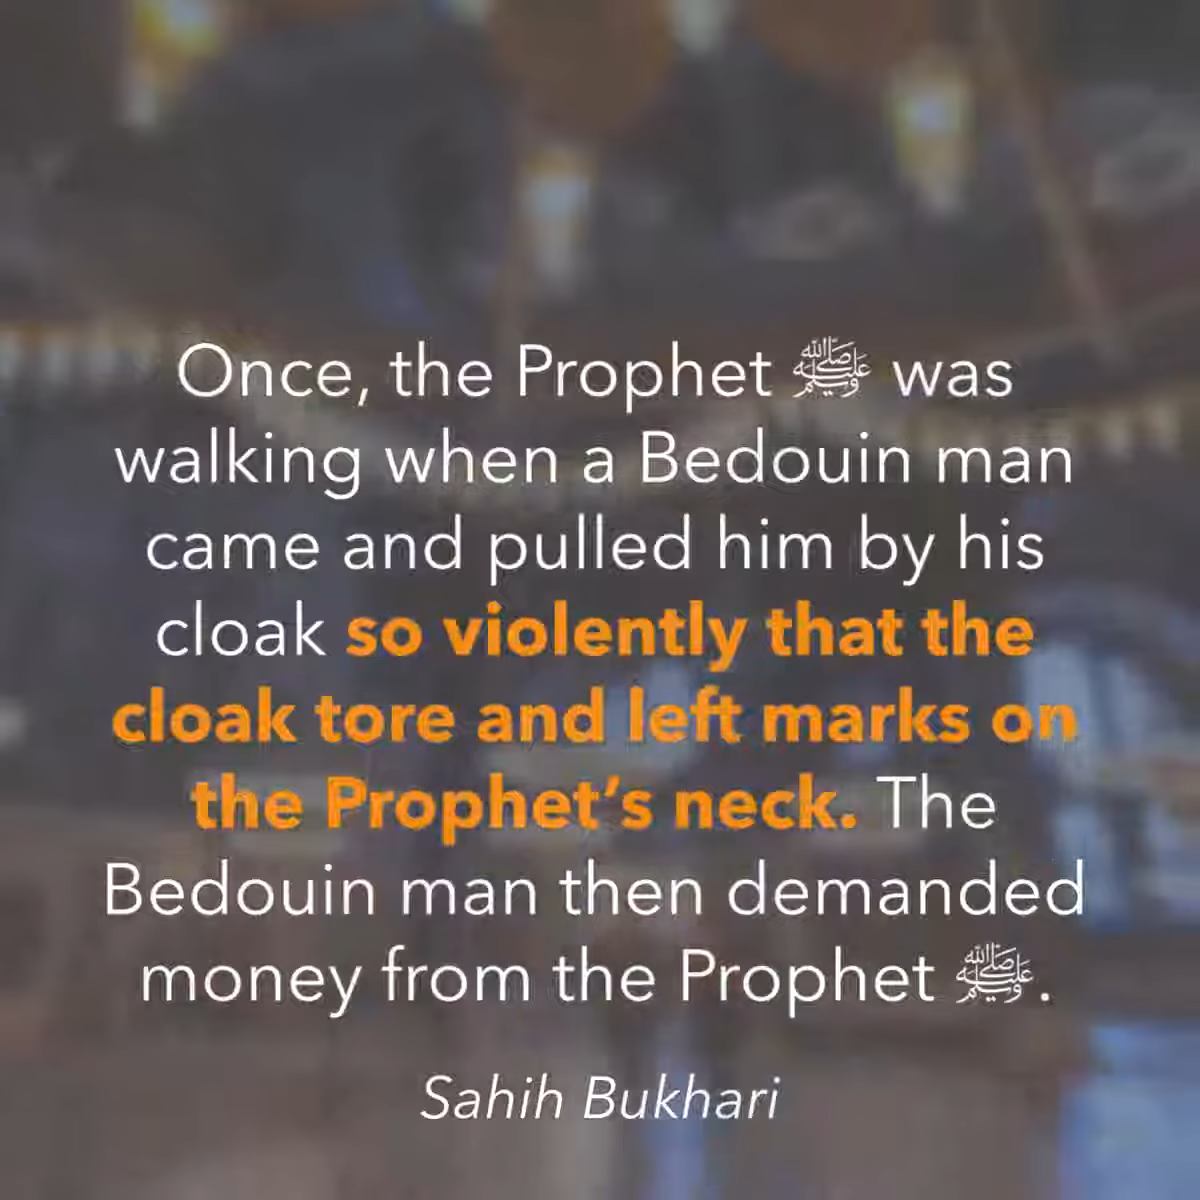 Once, the Prophet ﷺ was
walking when a Bedouin man
came and pulled him by his
cloak so violently that the
cloak tore and left marks on
the Prophet’s neck. The
Bedouin man then demanded
money from the Prophet ﷺ.
Sahih Bukhari